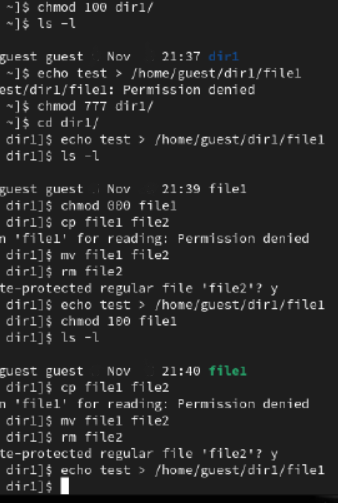 ~]$ chmod 100 dir1/
~]$ ls -l
guest guest Nov 21:37 dir1
~]$ echo test > /home/guest/dir1/file1
est/dir1/file1: Permission denied
~]$ chmod 777 dir1/
~]$ cd dir1/
dir1]$ echo test > /home/guest/dir1/file1
dir1]$ ls -l
guest guest Nov 21:39 file1
dir1]$ chmod 000 file1
dir1]$ cp file1 file2
n 'file1' for reading: Permission denied
dir1]$ mv file1 file2
dir1]$ rm file2
te-protected regular file 'file2'? y
dir1]$ echo test > /home/guest/dir1/file1
dir1]$ chmod 100 file1
dir1]$ ls -l
guest guest Nov 21:40 file1
dir1]$ cp file1 file2
n 'file1' for reading: Permission denied
dir1]$ mv file1 file2
dir1]$ rm file2
te-protected regular file 'file2'? y
dir1]$ echo test > /home/guest/dir1/file1
dir1]$